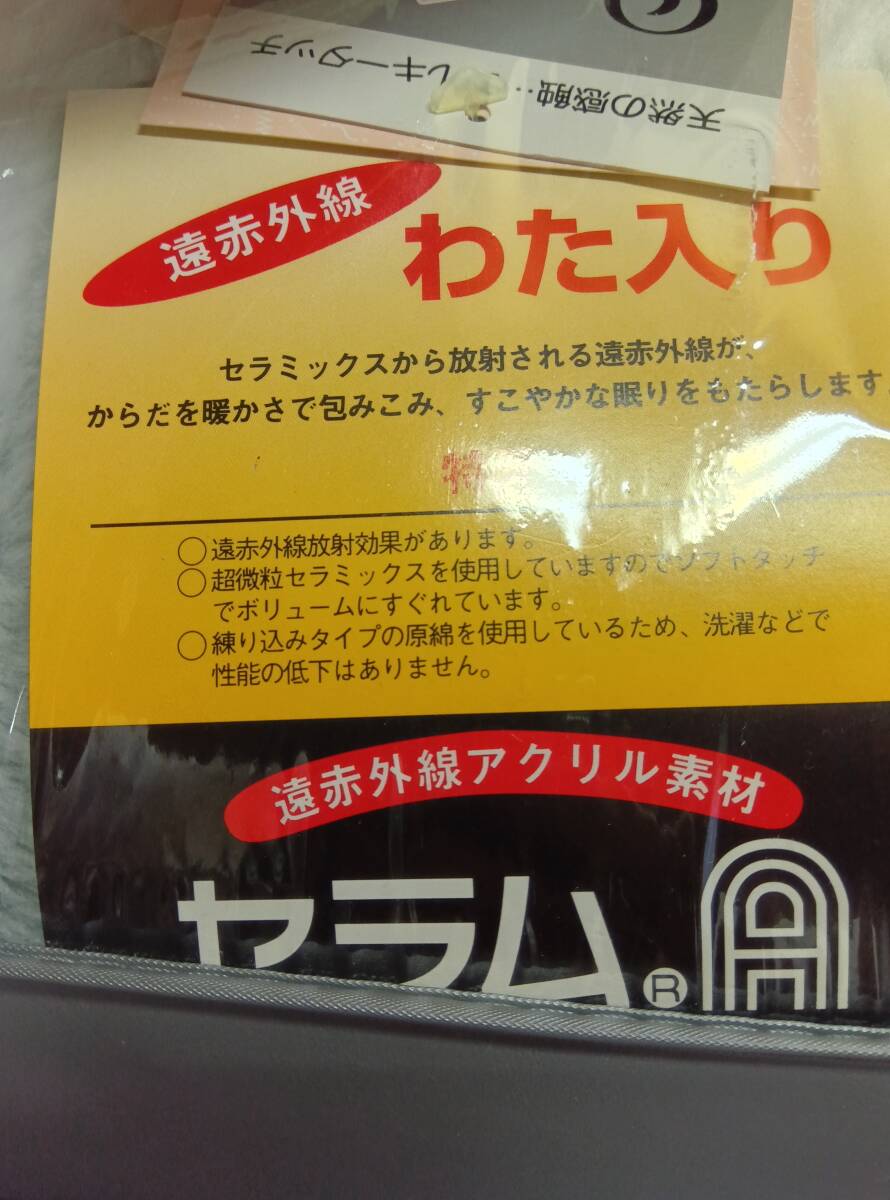 天然の感触‥
レキータッチ
遠赤外線
わた入り
セラミックスから放射される遠赤外線が、
からだを暖かさで包みこみ、すこやかな眠りをもたらします
特
○遠赤外線放射効果があります。
○超微粒セラミックスを使用していますのでソフトタッチ
でボリュームにすぐれています。
○練り込みタイプの原綿を使用しているため、洗濯などで
性能の低下はありません。
遠赤外線アクリル素材
セラム®